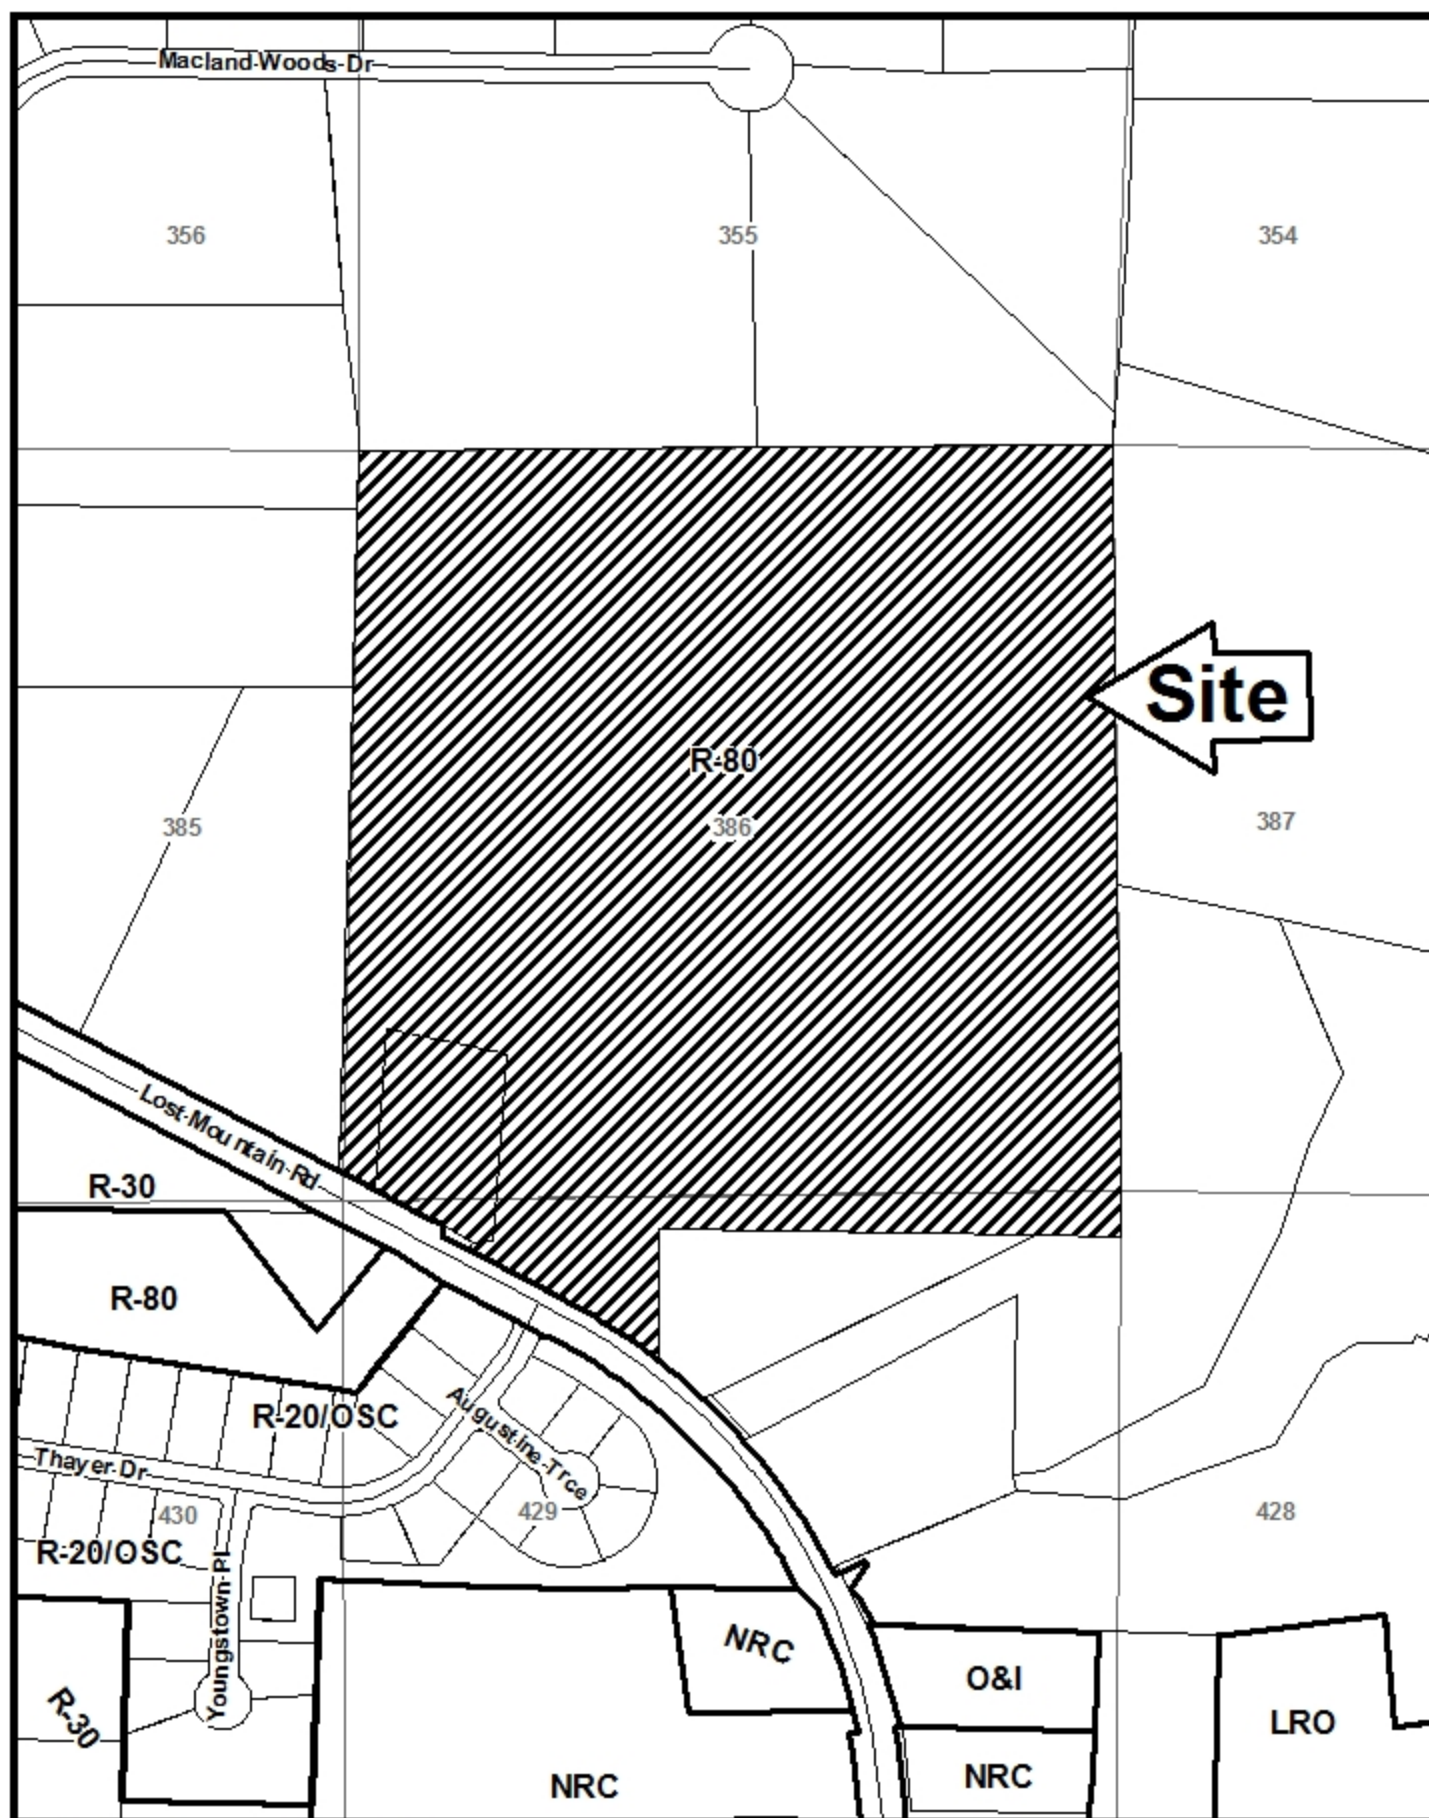 Macland Woods Dr
356
355
354
Site
R-80
386
385
387
Lost Mountain Rd
R-30
R-80
R-20/OSC
Augustine Trce
Thayer Dr
430
429
428
R-20/OSC
Youngstown Pl
R-30
NRC
O&I
LRO
NRC
NRC